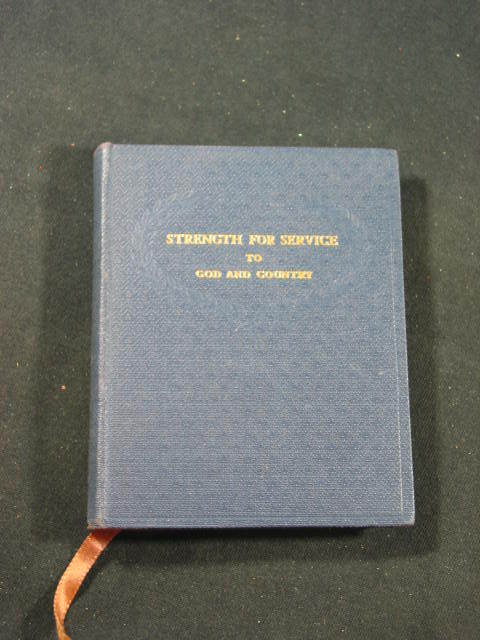 STRENGTH FOR SERVICE
TO
GOD AND COUNTRY